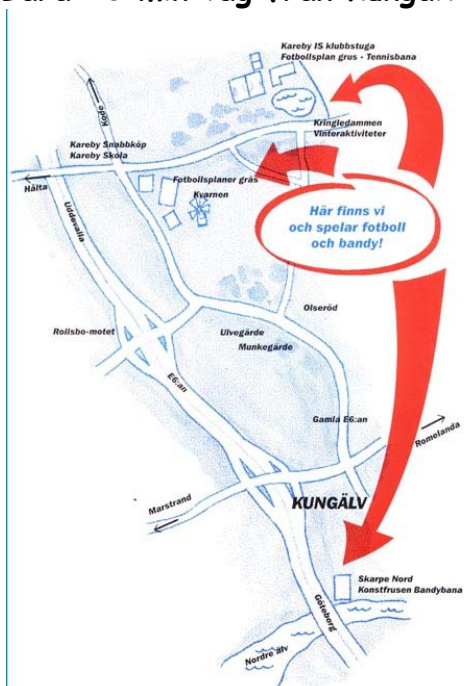 Kareby IS klubbstuga
Fotbollsplan grus - Tennisbana
Kode
Kringledammen
Vinteraktiviteter
Kareby Snabbköp
Kareby Skola
Hålta
Fotbollsplaner gräs
Kvarnen
Uddevalla
Här finns vi
och spelar fotboll
och bandy!
Olseröd
Rollsbo-motet
Ulvegärde
Munkegärde
E6:an
Gamla E6:an
Romelanda
Marstrand
KUNGÄLV
Skarpe Nord
Konstfrusen Bandybana
Göteborg
Nordre älv